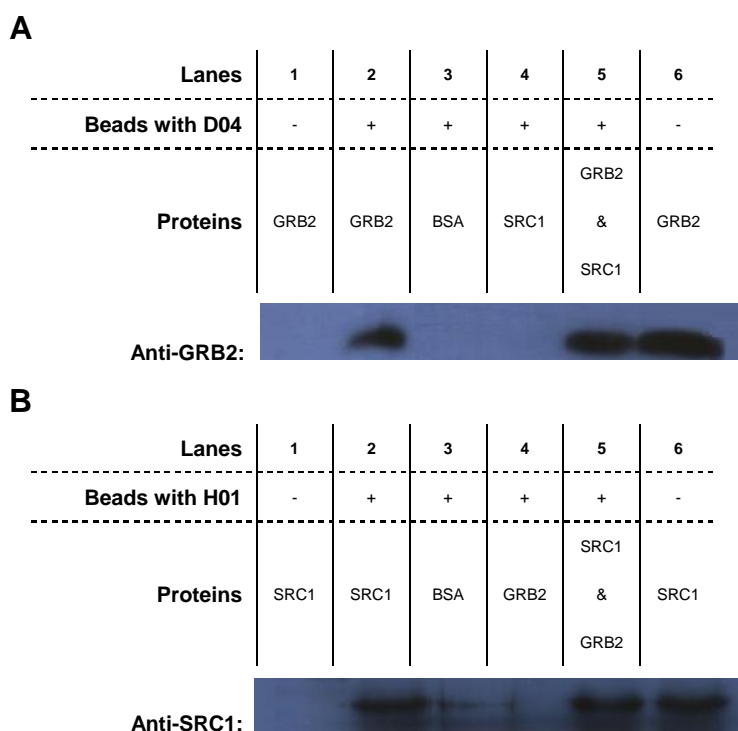 A
Lanes 1 2 3 4 5 6
Beads with D04 - + + + + -
GRB2
Proteins GRB2 GRB2 BSA SRC1 & GRB2
SRC1
Anti-GRB2:
B
Lanes 1 2 3 4 5 6
Beads with H01 - + + + + -
SRC1
Proteins SRC1 SRC1 BSA GRB2 & SRC1
GRB2
Anti-SRC1: